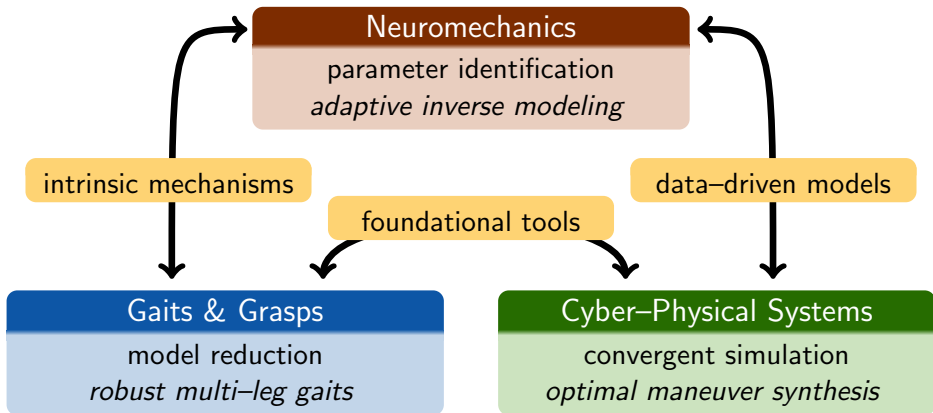 Neuromechanics
parameter identification
adaptive inverse modeling
intrinsic mechanisms
data–driven models
foundational tools
Gaits & Grasps
model reduction
robust multi–leg gaits
Cyber–Physical Systems
convergent simulation
optimal maneuver synthesis